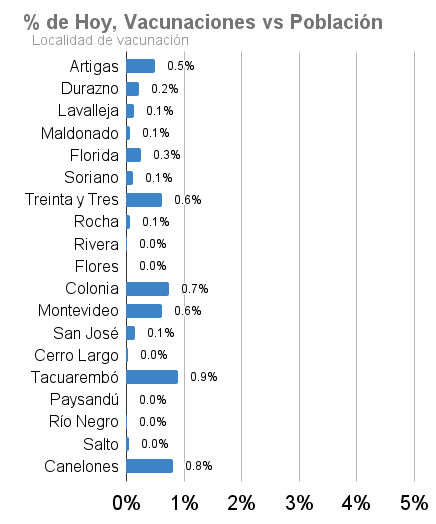 % de Hoy, Vacunaciones vs Población
Localidad de vacunación
Artigas 0.5%
Durazno 0.2%
Lavalleja 0.1%
Maldonado 0.1%
Florida 0.3%
Soriano 0.1%
Treinta y Tres 0.6%
Rocha 0.1%
Rivera 0.0%
Flores 0.0%
Colonia 0.7%
Montevideo 0.6%
San José 0.1%
Cerro Largo 0.0%
Tacuarembó 0.9%
Paysandú 0.0%
Río Negro 0.0%
Salto 0.0%
Canelones 0.8%
0% 1% 2% 3% 4% 5%